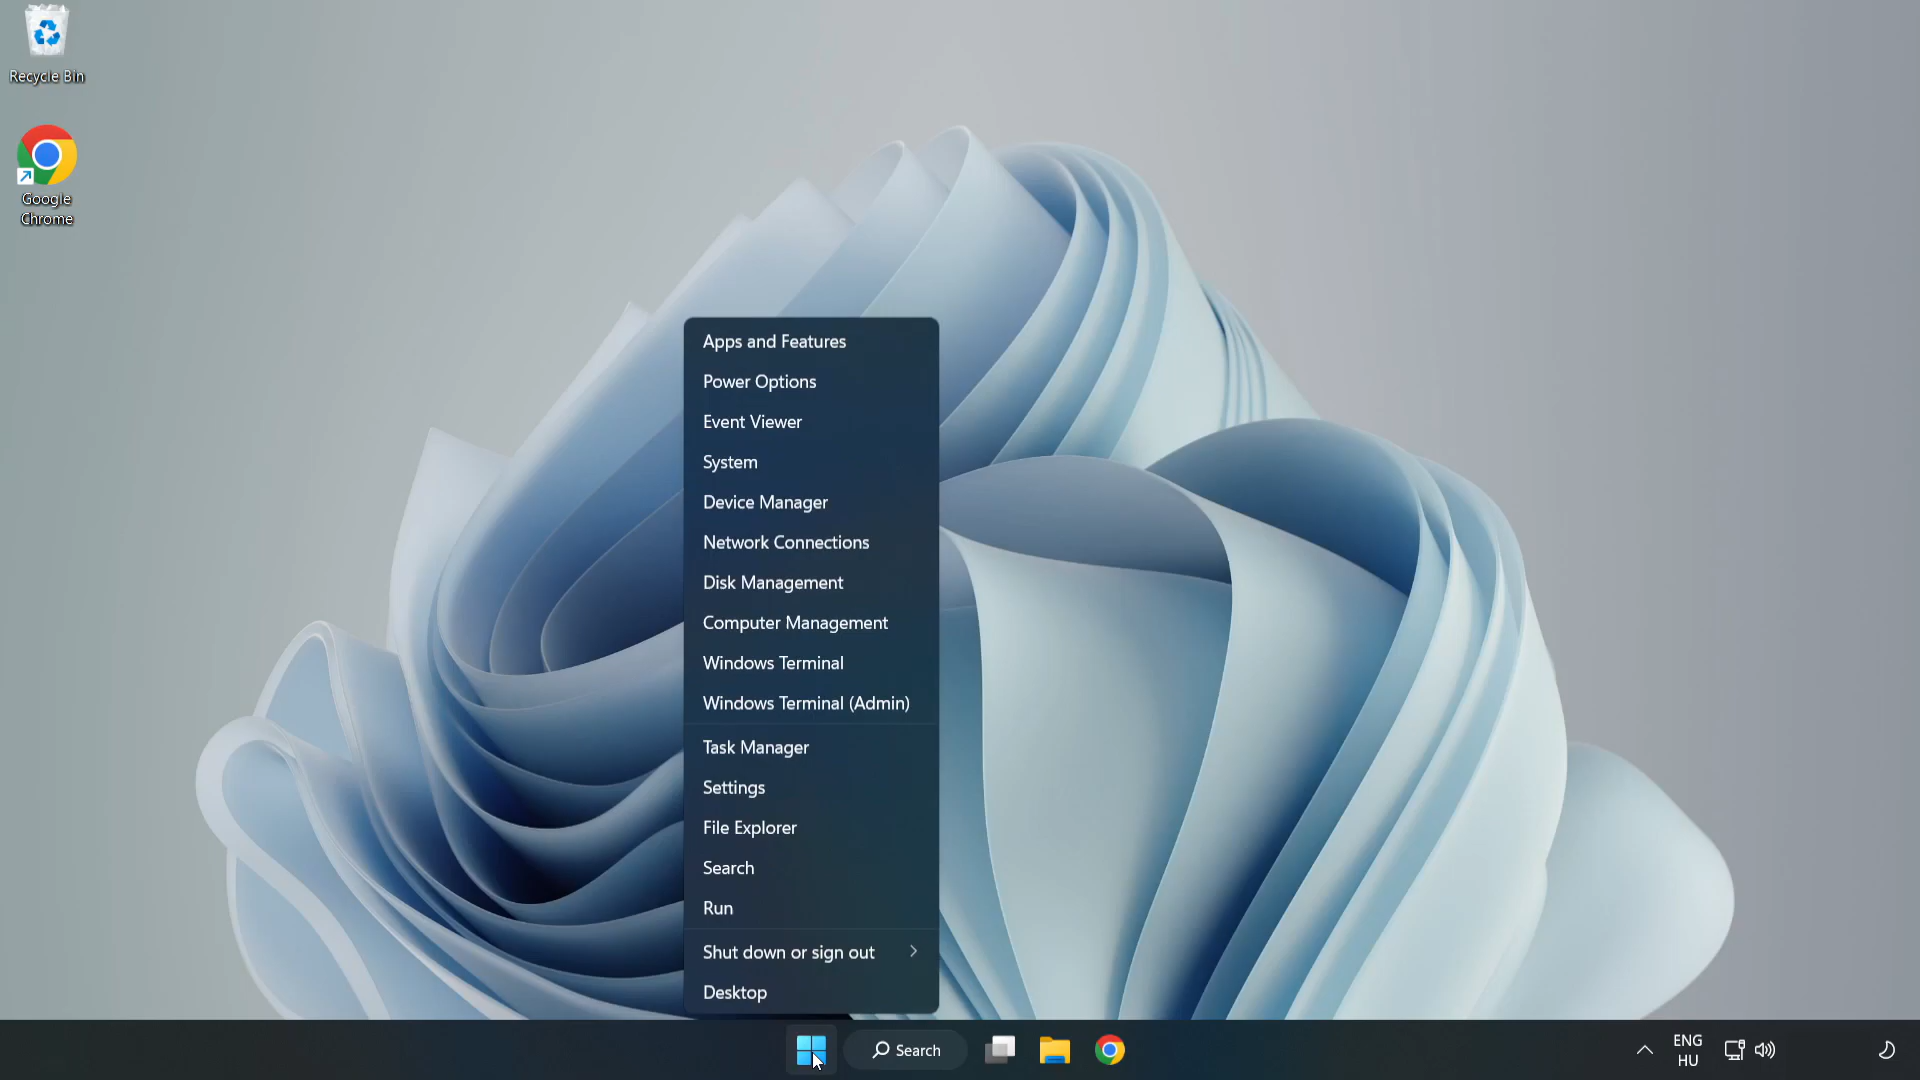 Recycle Bin
Google
Chrome
Apps and Features
Power Options
Event Viewer
System
Device Manager
Network Connections
Disk Management
Computer Management
Windows Terminal
Windows Terminal (Admin)
Task Manager
Settings
File Explorer
Search
Run
Shut down or sign out
Desktop
Search
ENG
HU